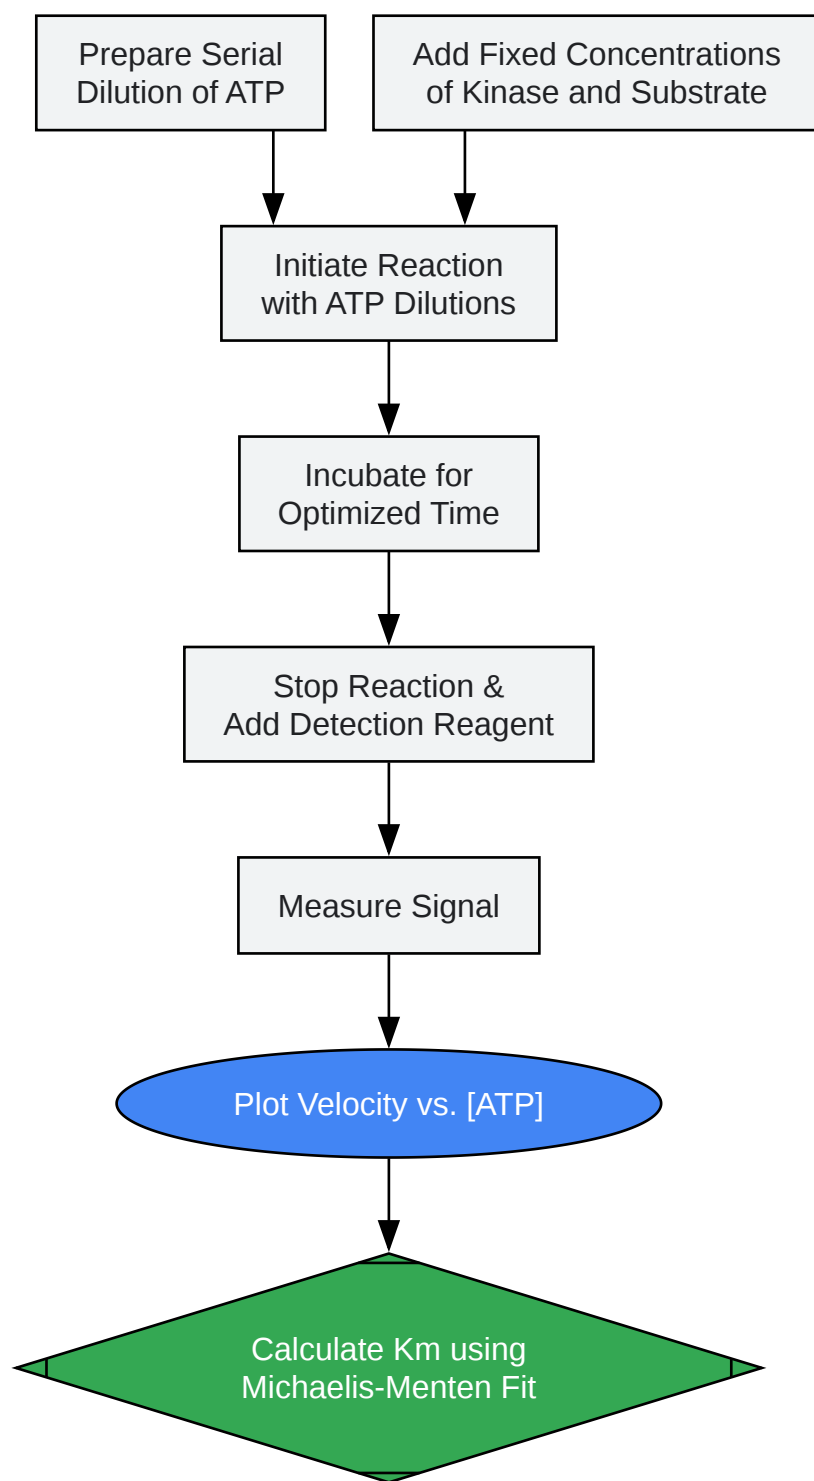 Prepare Serial
Dilution of ATP
Add Fixed Concentrations
of Kinase and Substrate
Initiate Reaction
with ATP Dilutions
Incubate for
Optimized Time
Stop Reaction &
Add Detection Reagent
Measure Signal
Plot Velocity vs. [ATP]
Calculate Km using
Michaelis-Menten Fit